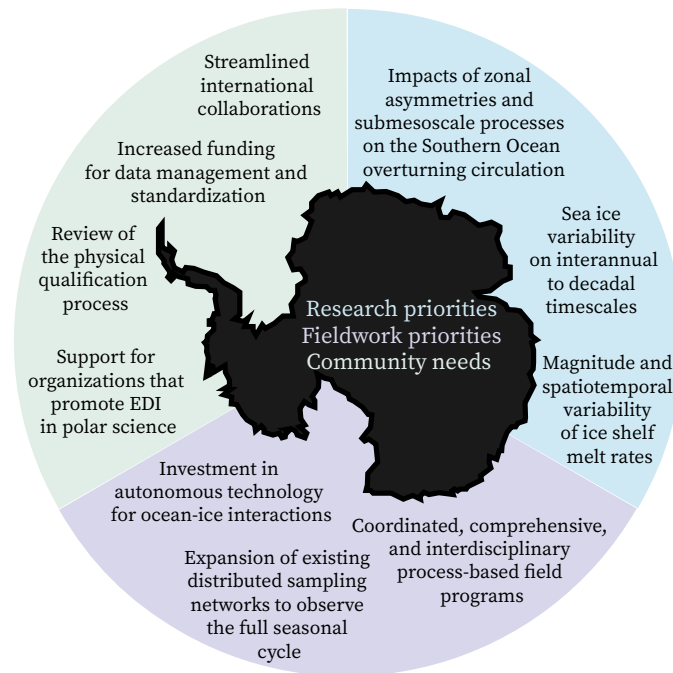 Streamlined
international
collaborations
Increased funding
for data management and
standardization
Review of
the physical
qualification
process
Support for
organizations that
promote EDI
in polar science
Impacts of zonal
asymmetries and
submesoscale processes
on the Southern Ocean
overturning circulation
Sea ice
variability
on interannual
to decadal
timescales
Magnitude and
spatiotemporal
variability
of ice shelf
melt rates
Research priorities
Fieldwork priorities
Community needs
Investment in
autonomous technology
for ocean-ice interactions
Expansion of existing
distributed sampling
networks to observe
the full seasonal
cycle
Coordinated, comprehensive,
and interdisciplinary
process-based field
programs